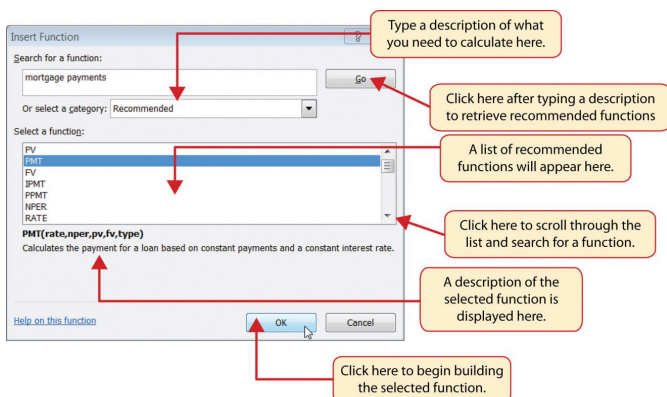 Insert Function
?
Type a description of what
you need to calculate here.
Search for a function:
mortgage payments
Go
Click here after typing a description
to retrieve recommended functions
Or select a category: Recommended
Select a function:
PV
PMT
FV
IPMT
PPMT
NPER
RATE
A list of recommended
functions will appear here.
Click here to scroll through the
list and search for a function.
PMT(rate,nper,pv,fv,type)
Calculates the payment for a loan based on constant payments and a constant interest rate.
A description of the
selected function is
displayed here.
Help on this function
OK
Cancel
Click here to begin building
the selected function.